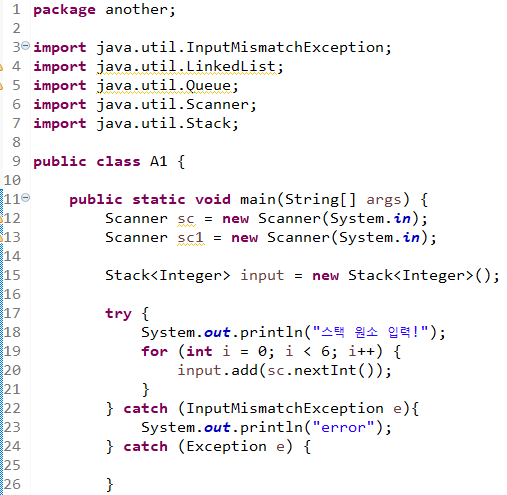 1 package another;
2
3 import java.util.InputMismatchException;
4 import java.util.LinkedList;
5 import java.util.Queue;
6 import java.util.Scanner;
7 import java.util.Stack;
8
9 public class A1 {
10
11     public static void main(String[] args) {
12         Scanner sc = new Scanner(System.in);
13         Scanner sc1 = new Scanner(System.in);
14
15         Stack<Integer> input = new Stack<Integer>();
16
17         try {
18             System.out.println("스택 원소 입력!");
19             for (int i = 0; i < 6; i++) {
20                 input.add(sc.nextInt());
21             }
22         } catch (InputMismatchException e){
23             System.out.println("error");
24         } catch (Exception e) {
25
26         }